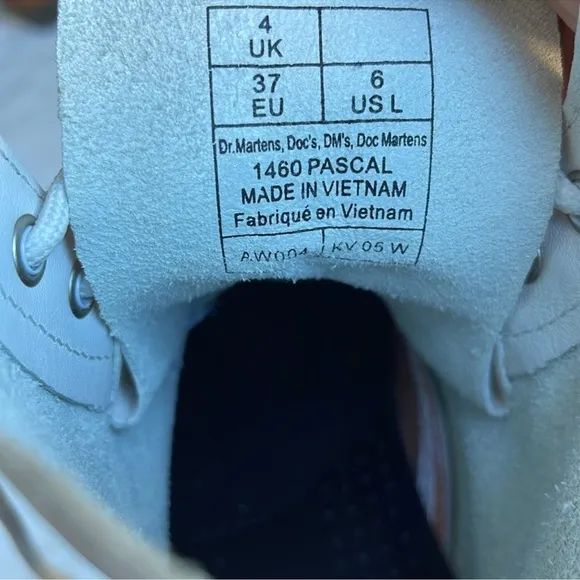 4
UK
37 6
EU US L
Dr.Martens, Doc's, DM's, Doc Martens
1460 PASCAL
MADE IN VIETNAM
Fabriqué en Vietnam
AW004 KV 05 W